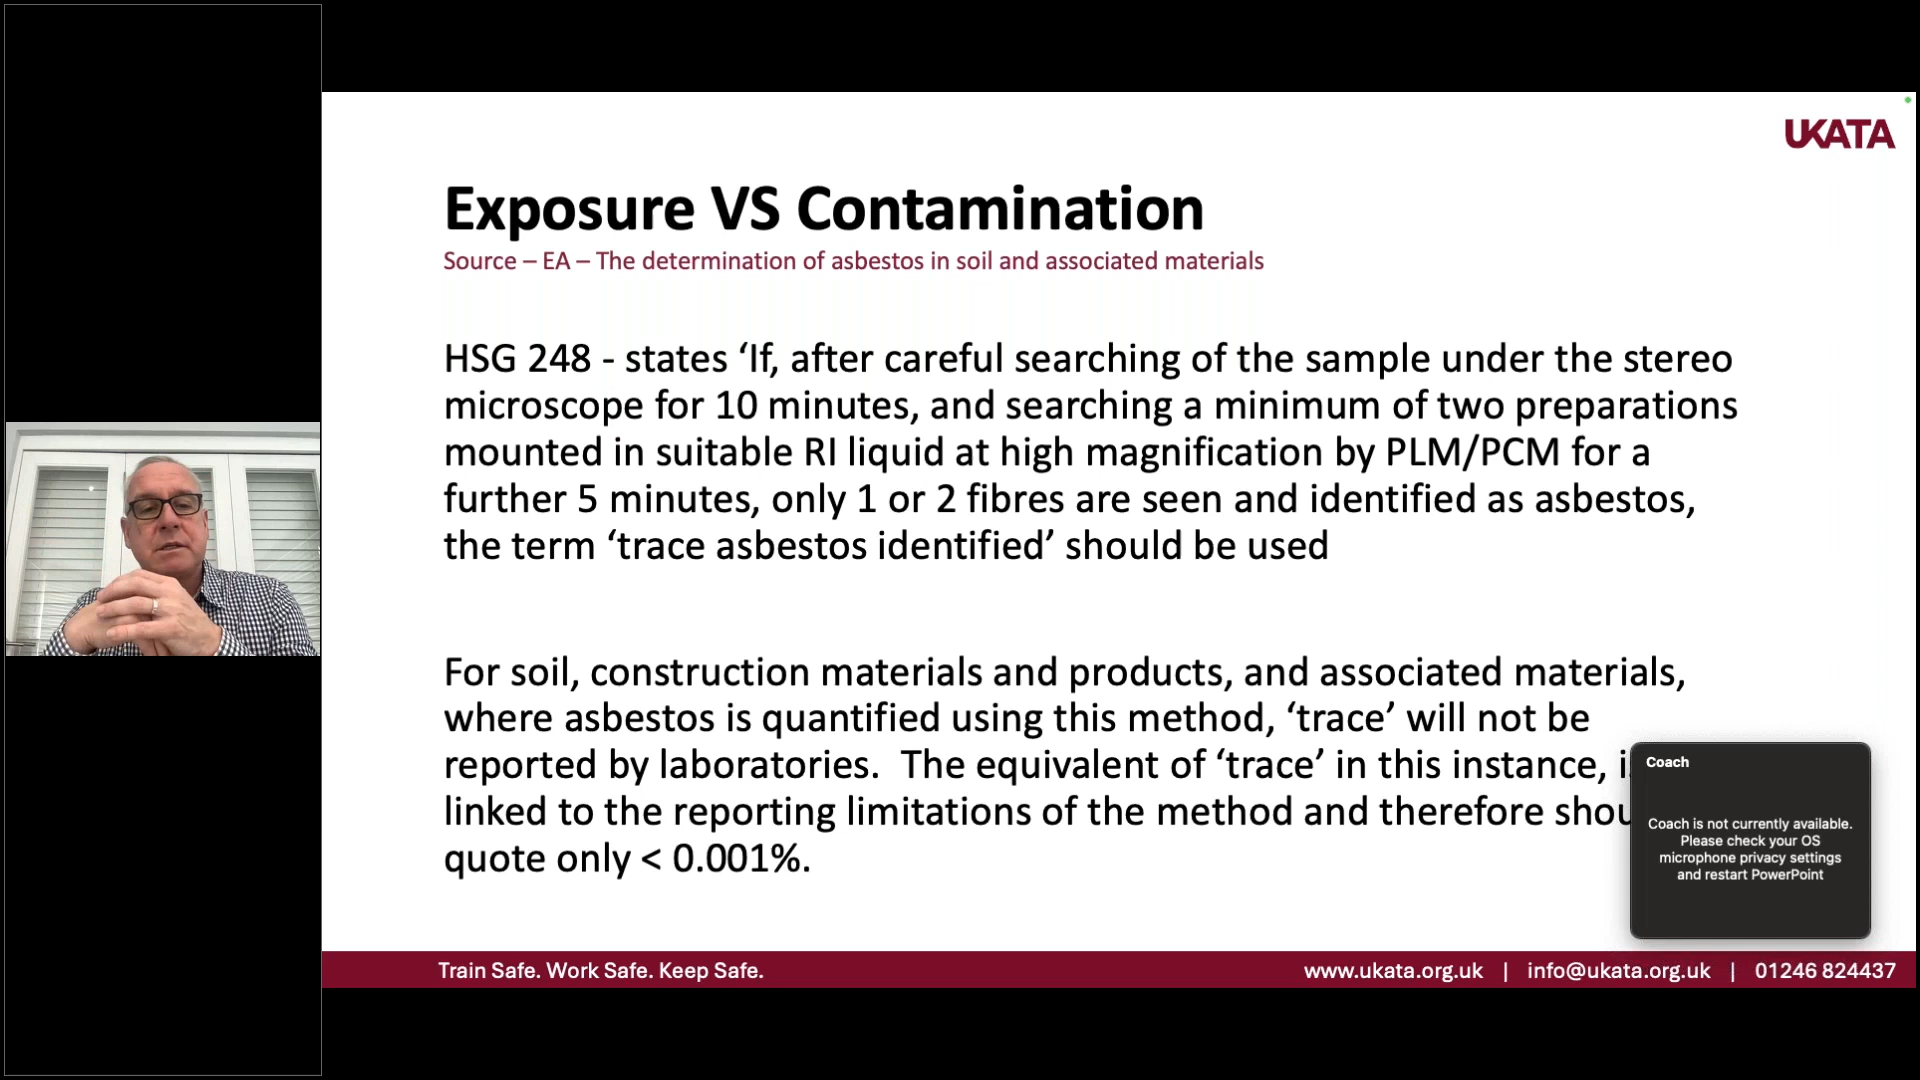 UKATA
Exposure VS Contamination
Source – EA – The determination of asbestos in soil and associated materials
HSG 248 - states ‘If, after careful searching of the sample under the stereo
microscope for 10 minutes, and searching a minimum of two preparations
mounted in suitable RI liquid at high magnification by PLM/PCM for a
further 5 minutes, only 1 or 2 fibres are seen and identified as asbestos,
the term ‘trace asbestos identified’ should be used
For soil, construction materials and products, and associated materials,
where asbestos is quantified using this method, ‘trace’ will not be
reported by laboratories.  The equivalent of ‘trace’ in this instance,
linked to the reporting limitations of the method and therefore
quote only < 0.001%.
Coach
Coach is not currently available.
Please check your OS
microphone privacy settings
and restart PowerPoint
Train Safe. Work Safe. Keep Safe.
www.ukata.org.uk | info@ukata.org.uk | 01246 824437